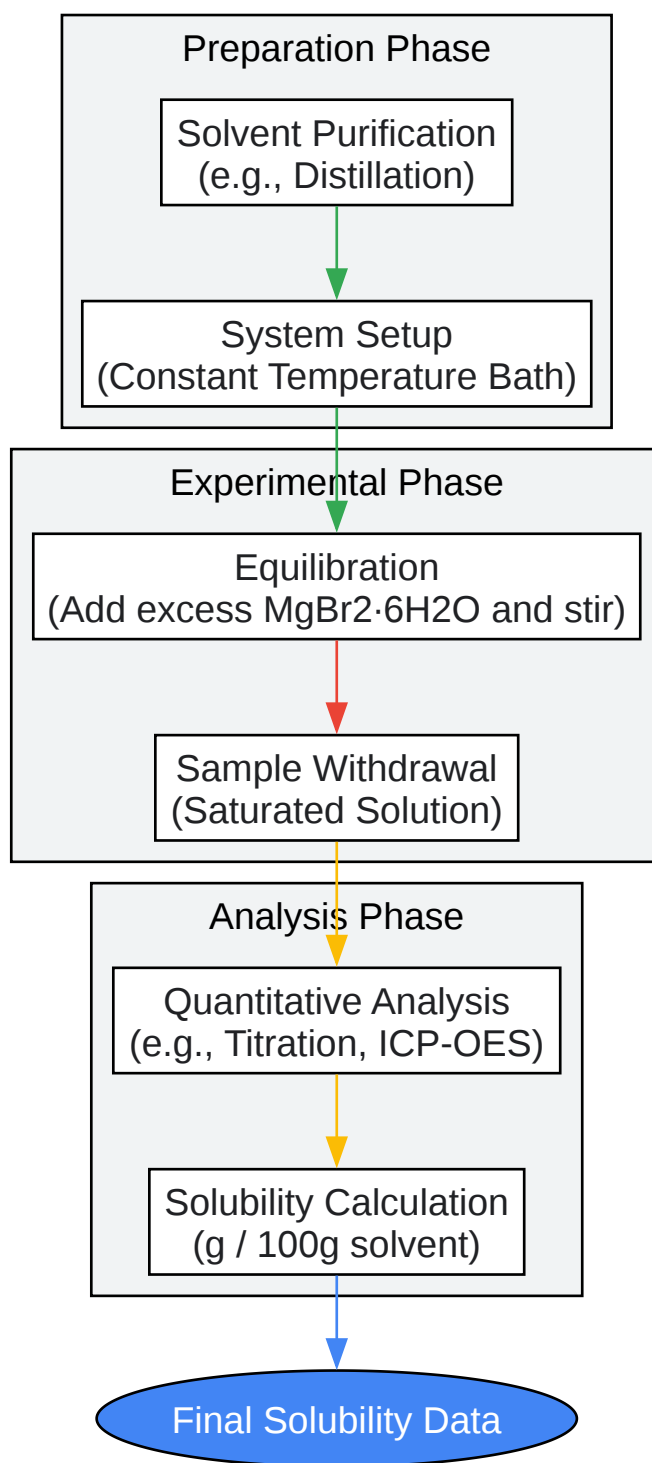 Preparation Phase
Solvent Purification
(e.g., Distillation)
System Setup
(Constant Temperature Bath)
Experimental Phase
Equilibration
(Add excess MgBr2·6H2O and stir)
Sample Withdrawal
(Saturated Solution)
Analysis Phase
Quantitative Analysis
(e.g., Titration, ICP-OES)
Solubility Calculation
(g / 100g solvent)
Final Solubility Data